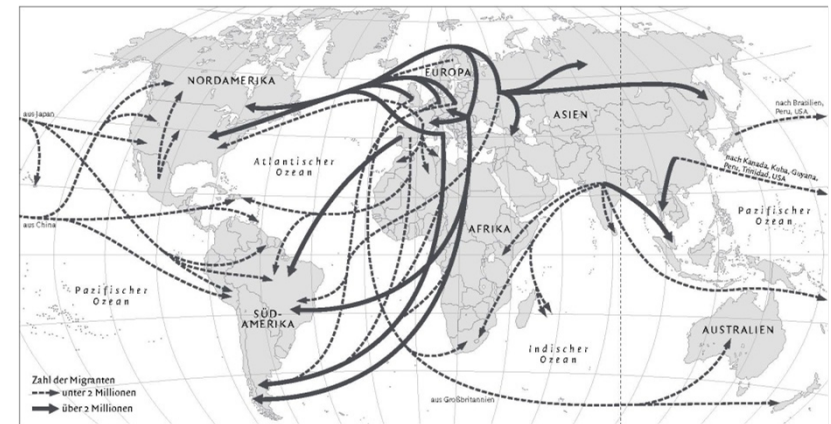 NORDAMERIKA
EUROPA
ASIEN
aus Japan
nach Brasilien,
Peru, USA
Atlantischer
Ozean
nach Kanada, Kuba, Guyana,
Peru, Trinidad, USA
Pazifischer
Ozean
aus China
AFRIKA
Pazifischer
Ozean
SÜD-
AMERIKA
AUSTRALIEN
Indischer
Ozean
Zahl der Migranten
unter 2 Millionen
über 2 Millionen
aus Großbritannien